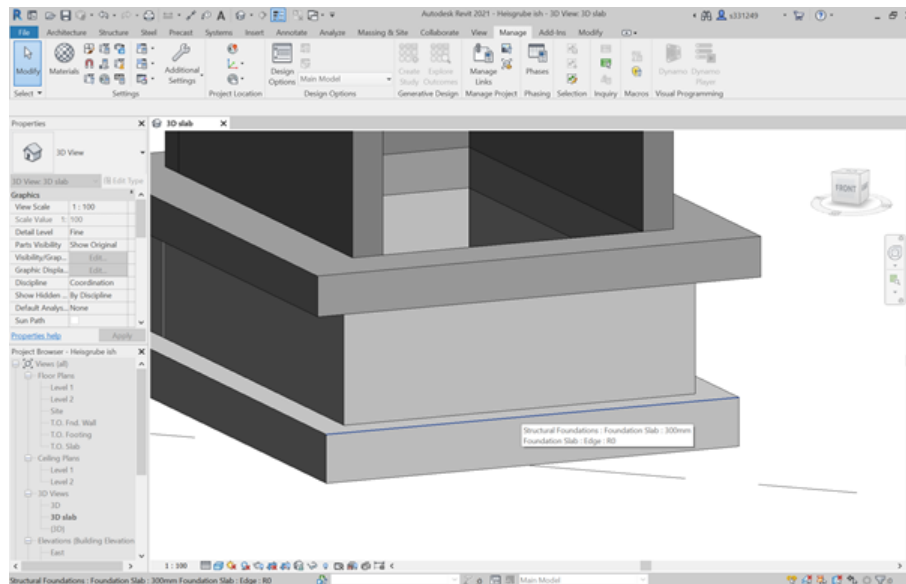 Autodesk Revit 2021 - Heisgrube ish - 3D View: 3D slab
s331249
File Architecture Structure Steel Precast Systems Insert Annotate Analyze Massing & Site Collaborate View Manage Add-Ins Modify
Modify
Materials
Additional
Settings
Design
Options
Main Model
Create
Study
Explore
Outcomes
Manage
Links
Phases
Dynamo
Dynamo
Player
Select
Settings
Project Location
Design Options
Generative Design
Manage Project
Phasing
Selection
Inquiry
Macros
Visual Programming
Properties
3D View
3D View: 3D slab
Edit Type
Graphics
View Scale 1 : 100
Scale Value 1: 100
Detail Level Fine
Parts Visibility Show Original
Visibility/Grap... Edit...
Graphic Displa... Edit...
Discipline Coordination
Show Hidden ... By Discipline
Default Analys... None
Sun Path
Properties help
Apply
Project Browser - Heisgrube ish
Views (all)
Floor Plans
Level 1
Level 2
Site
T.O. Fnd. Wall
T.O. Footing
T.O. Slab
Ceiling Plans
Level 1
Level 2
3D Views
3D
3D slab
{3D}
Elevations (Building Elevation
East
3D slab
FRONT
Structural Foundations : Foundation Slab : 300mm
Foundation Slab : Edge : R0
1 : 100
Structural Foundations : Foundation Slab : 300mm Foundation Slab : Edge : R0
Main Model